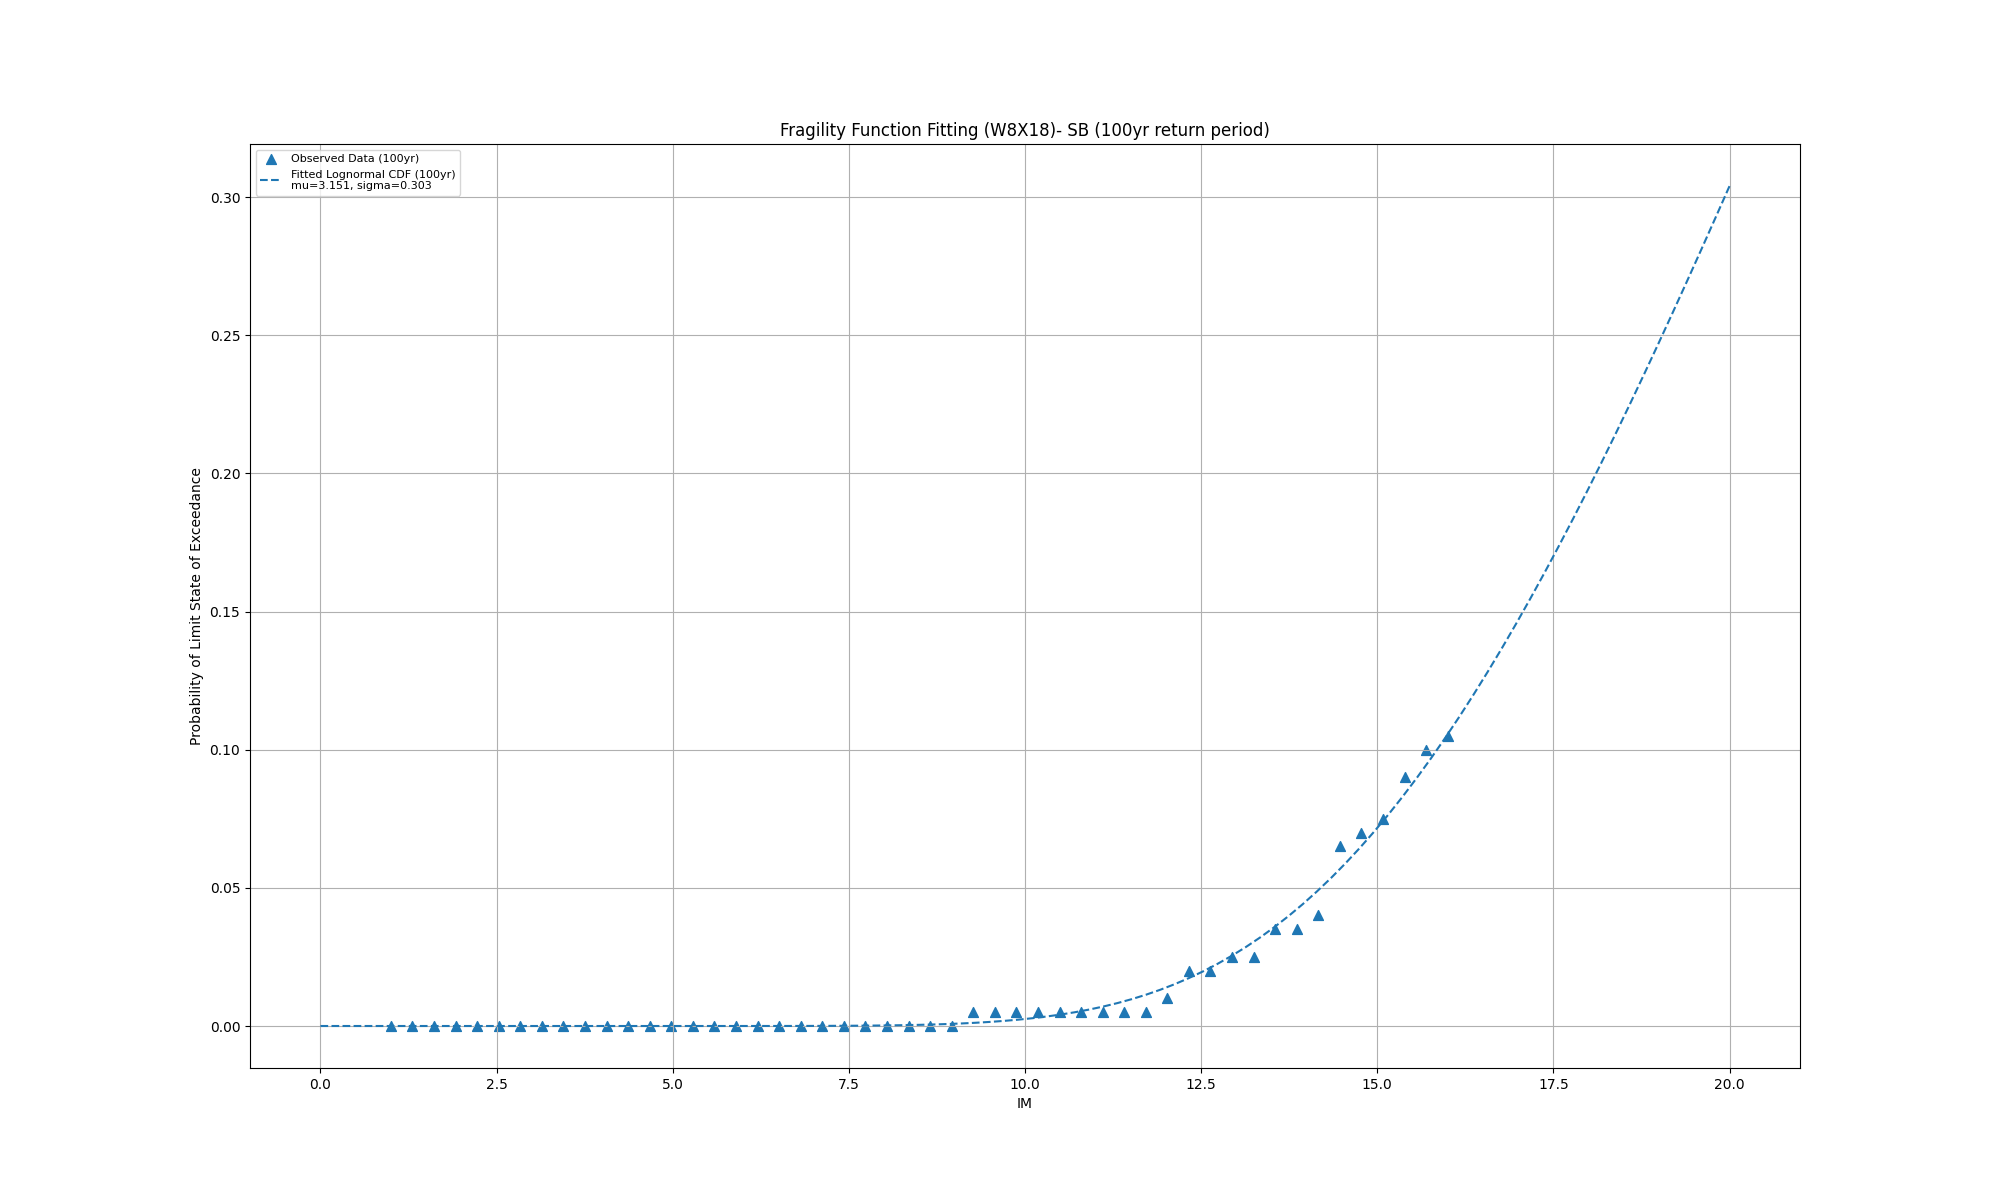 Fragility Function Fitting (W8X18)- SB (100yr return period)
Observed Data (100yr)
Fitted Lognormal CDF (100yr)
mu=3.151, sigma=0.303
Probability of Limit State of Exceedance
0.30
0.25
0.20
0.15
0.10
0.05
0.00
0.0 2.5 5.0 7.5 10.0 12.5 15.0 17.5 20.0
IM